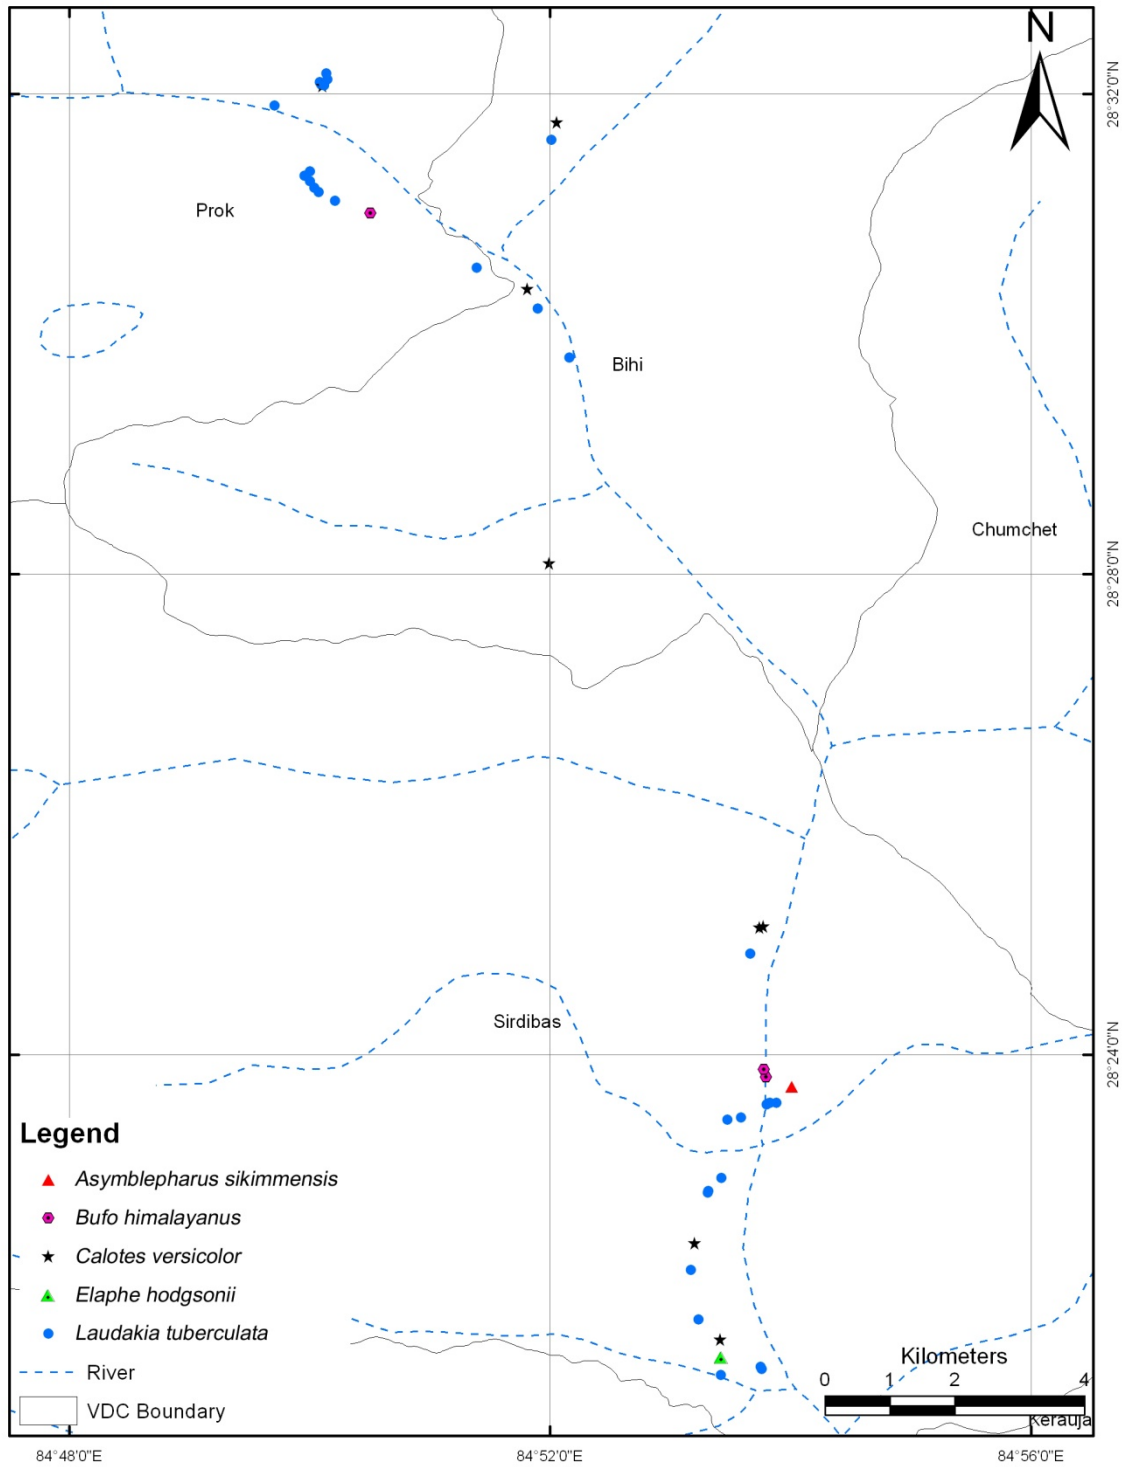 N
28°32'0"N
Prok
Bihi
Chumchet
28°28'0"N
Sirdibas
28°24'0"N
Legend
Asymblepharus sikimmensis
Bufo himalayanus
Calotes versicolor
Elaphe hodgsonii
Laudakia tuberculata
River
VDC Boundary
Kilometers
0 1 2 4
Kerauja
84°48'0"E 84°52'0"E 84°56'0"E